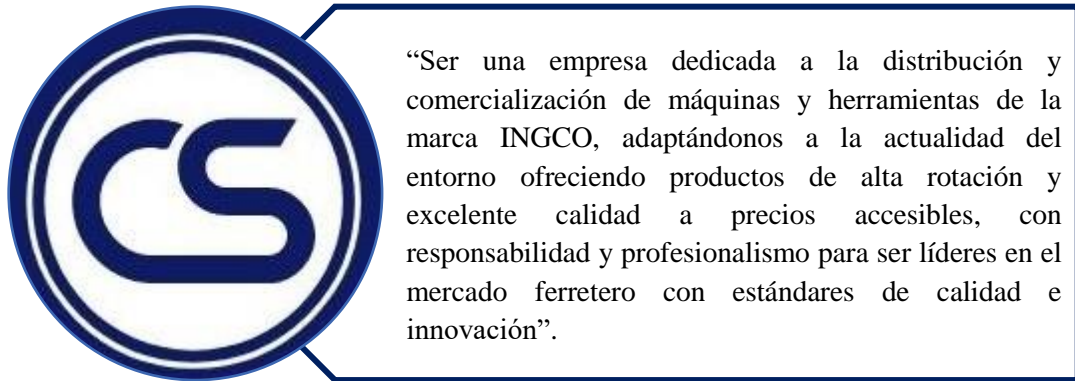 CS
“Ser una empresa dedicada a la distribución y
comercialización de máquinas y herramientas de la
marca INGCO, adaptándonos a la actualidad del
entorno ofreciendo productos de alta rotación y
excelente calidad a precios accesibles, con
responsabilidad y profesionalismo para ser líderes en el
mercado ferretero con estándares de calidad e
innovación”.